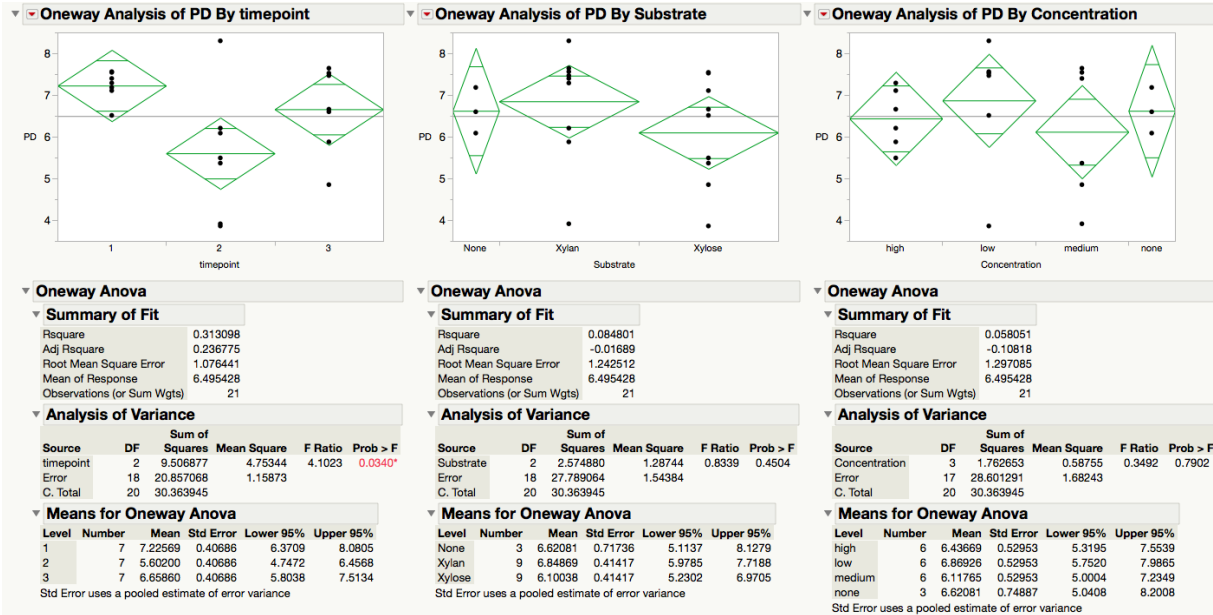 Oneway Analysis of PD By timepoint
8
7
PD
6
5
4
1 2 3
timepoint
Oneway Anova
Summary of Fit
Rsquare 0.313098
Adj Rsquare 0.236775
Root Mean Square Error 1.076441
Mean of Response 6.495428
Observations (or Sum Wgts) 21
Analysis of Variance
Source DF Sum of Squares Mean Square F Ratio Prob > F
timepoint 2 9.506877 4.75344 4.1023 0.0340*
Error 18 20.857068 1.15873
C. Total 20 30.363945
Means for Oneway Anova
Level Number Mean Std Error Lower 95% Upper 95%
1 7 7.22569 0.40686 6.3709 8.0805
2 7 5.60200 0.40686 4.7472 6.4568
3 7 6.65860 0.40686 5.8038 7.5134
Std Error uses a pooled estimate of error variance
Oneway Analysis of PD By Substrate
8
7
PD
6
5
4
None Xylan Xylose
Substrate
Oneway Anova
Summary of Fit
Rsquare 0.084801
Adj Rsquare -0.01689
Root Mean Square Error 1.242512
Mean of Response 6.495428
Observations (or Sum Wgts) 21
Analysis of Variance
Source DF Sum of Squares Mean Square F Ratio Prob > F
Substrate 2 2.574880 1.28744 0.8339 0.4504
Error 18 27.789064 1.54384
C. Total 20 30.363945
Means for Oneway Anova
Level Number Mean Std Error Lower 95% Upper 95%
None 3 6.62081 0.71736 5.1137 8.1279
Xylan 9 6.84869 0.41417 5.9785 7.7188
Xylose 9 6.10038 0.41417 5.2302 6.9705
Std Error uses a pooled estimate of error variance
Oneway Analysis of PD By Concentration
8
7
PD
6
5
4
high low medium none
Concentration
Oneway Anova
Summary of Fit
Rsquare 0.058051
Adj Rsquare -0.10818
Root Mean Square Error 1.297085
Mean of Response 6.495428
Observations (or Sum Wgts) 21
Analysis of Variance
Source DF Sum of Squares Mean Square F Ratio Prob > F
Concentration 3 1.762653 0.58755 0.3492 0.7902
Error 17 28.601291 1.68243
C. Total 20 30.363945
Means for Oneway Anova
Level Number Mean Std Error Lower 95% Upper 95%
high 6 6.43669 0.52953 5.3195 7.5539
low 6 6.86926 0.52953 5.7520 7.9865
medium 6 6.11765 0.52953 5.0004 7.2349
none 3 6.62081 0.74887 5.0408 8.2008
Std Error uses a pooled estimate of error variance